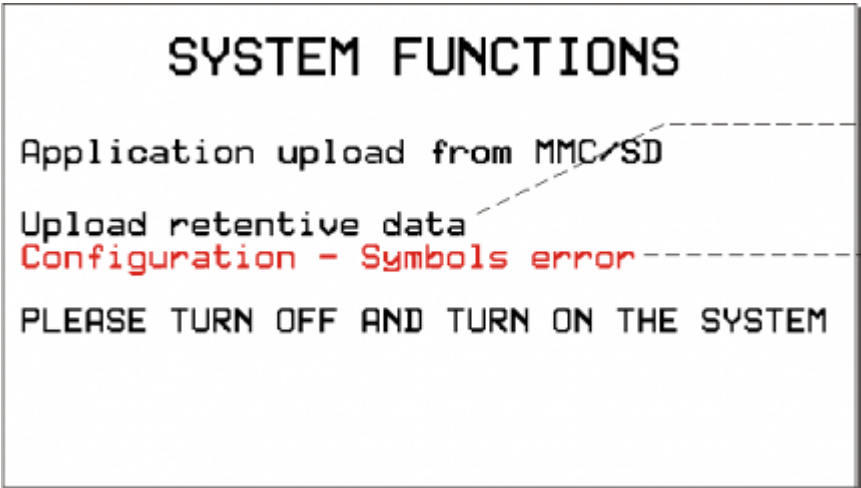 SYSTEM FUNCTIONS
Application upload from MMC/SD
Upload retentive data
Configuration - Symbols error
PLEASE TURN OFF AND TURN ON THE SYSTEM